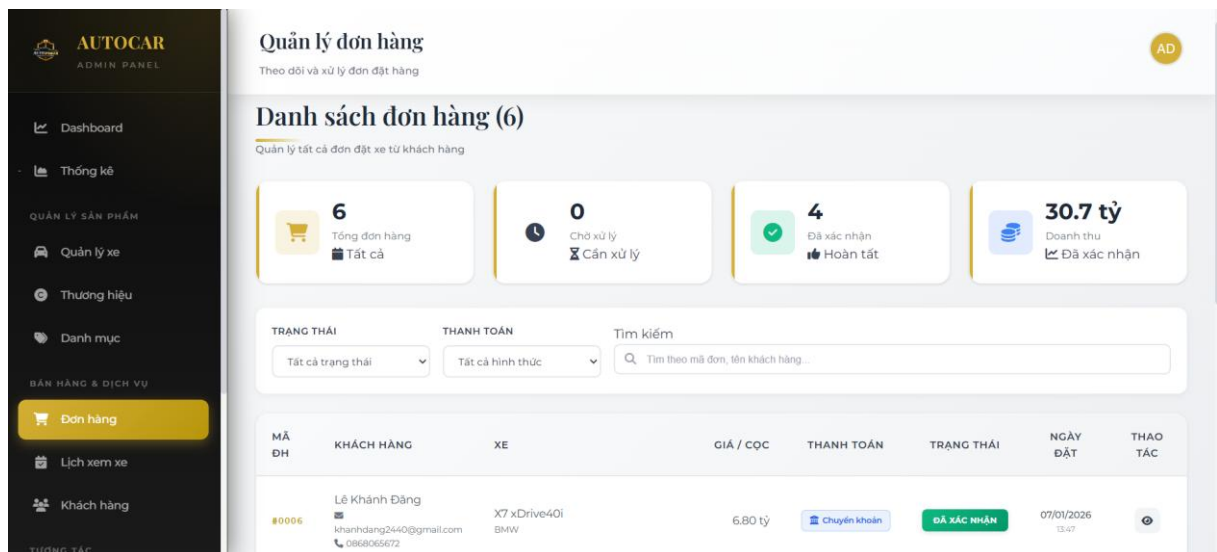 AUTOCAR
ADMIN PANEL
Dashboard
Thống kê
QUẢN LÝ SẢN PHẨM
Quản lý xe
Thương hiệu
Danh mục
BÁN HÀNG & DỊCH VỤ
Đơn hàng
Lịch xem xe
Khách hàng
TƯƠNG TÁC
Quản lý đơn hàng
Theo dõi và xử lý đơn đặt hàng
AD
Danh sách đơn hàng (6)
Quản lý tất cả đơn đặt xe từ khách hàng
6
Tổng đơn hàng
Tất cả
0
Chờ xử lý
Cần xử lý
4
Đã xác nhận
Hoàn tất
30.7 tỷ
Doanh thu
Đã xác nhận
TRẠNG THÁI
Tất cả trạng thái
THANH TOÁN
Tất cả hình thức
Tìm kiếm
Tìm theo mã đơn, tên khách hàng...
MÃ ĐH KHÁCH HÀNG XE GIÁ / CỌC THANH TOÁN TRẠNG THÁI NGÀY ĐẶT THAO TÁC
#0006
Lê Khánh Đăng
khanhdang2440@gmail.com
0868065672
X7 xDrive40i
BMW
6.80 tỷ
Chuyển khoản
ĐÃ XÁC NHẬN
07/01/2026
13:47